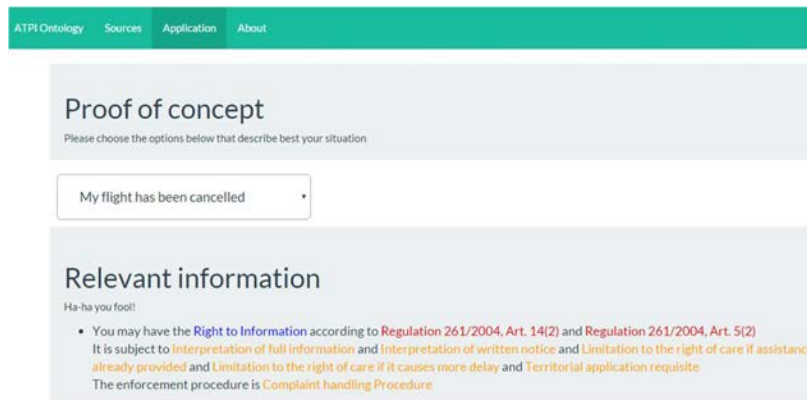 ATPI Ontology Sources Application About
Proof of concept
Please choose the options below that describe best your situation
My flight has been cancelled
Relevant information
Ha-ha you fool!
• You may have the Right to Information according to Regulation 261/2004, Art. 14(2) and Regulation 261/2004, Art. 5(2)
It is subject to Interpretation of full information and Interpretation of written notice and Limitation to the right of care if assistanc
already provided and Limitation to the right of care if it causes more delay and Territorial application requisite
The enforcement procedure is Complaint handling Procedure